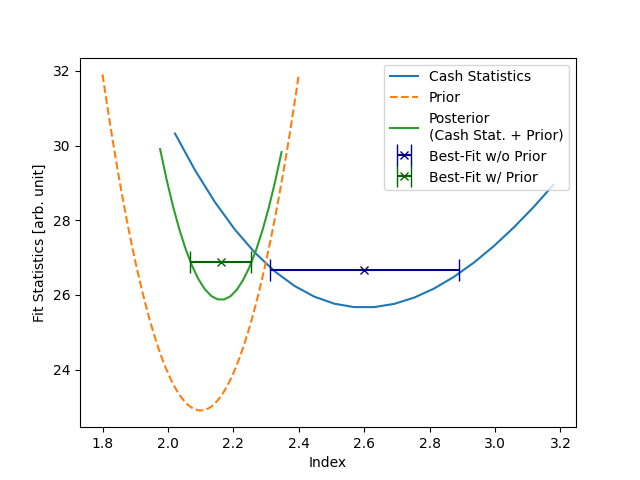 32
30
28
26
24
Fit Statistics [arb. unit]
Cash Statistics
Prior
Posterior
(Cash Stat. + Prior)
Best-Fit w/o Prior
Best-Fit w/ Prior
1.8
2.0
2.2
2.4
2.6
2.8
3.0
3.2
Index